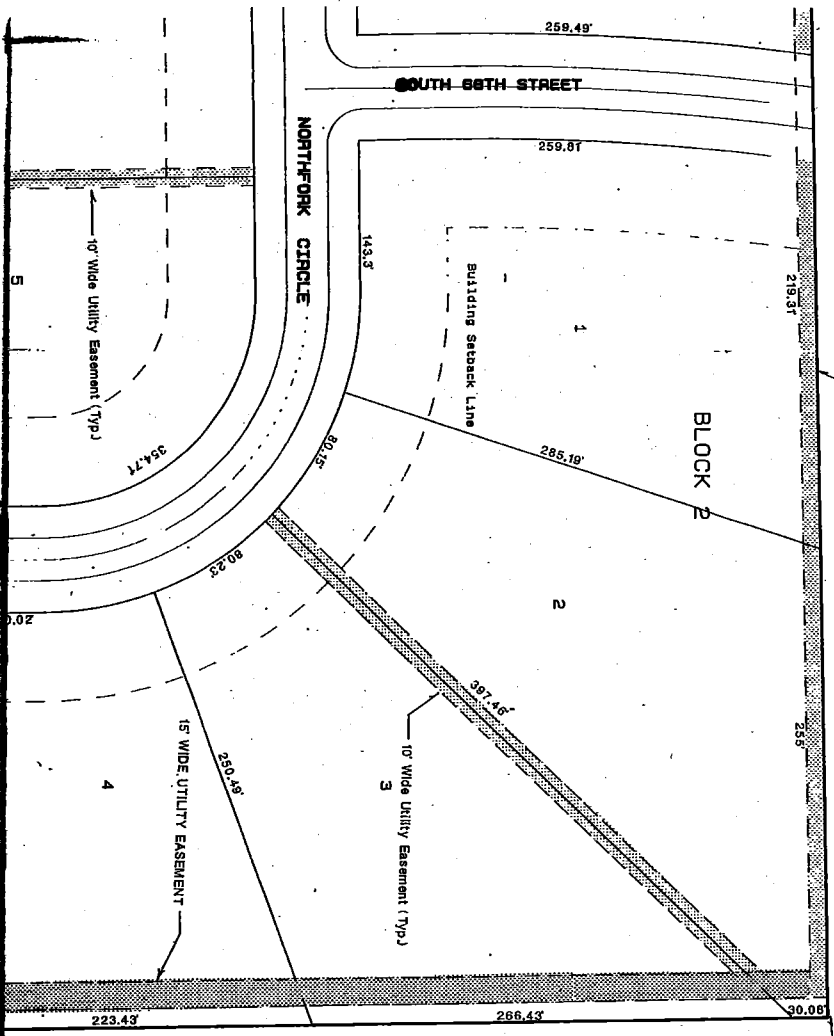 259.49'
SOUTH 66TH STREET
259.81'
NORTHFORK CIRCLE
143.3'
219.31'
10' Wide Utility Easement (Typ.)
5
Building Setback Line
1
BLOCK 2
285.19'
80.15'
354.71'
80.23'
2
255'
397.46'
10' Wide Utility Easement (Typ.)
3
250.49'
15' WIDE UTILITY EASEMENT
4
223.43'
266.43'
30.08'